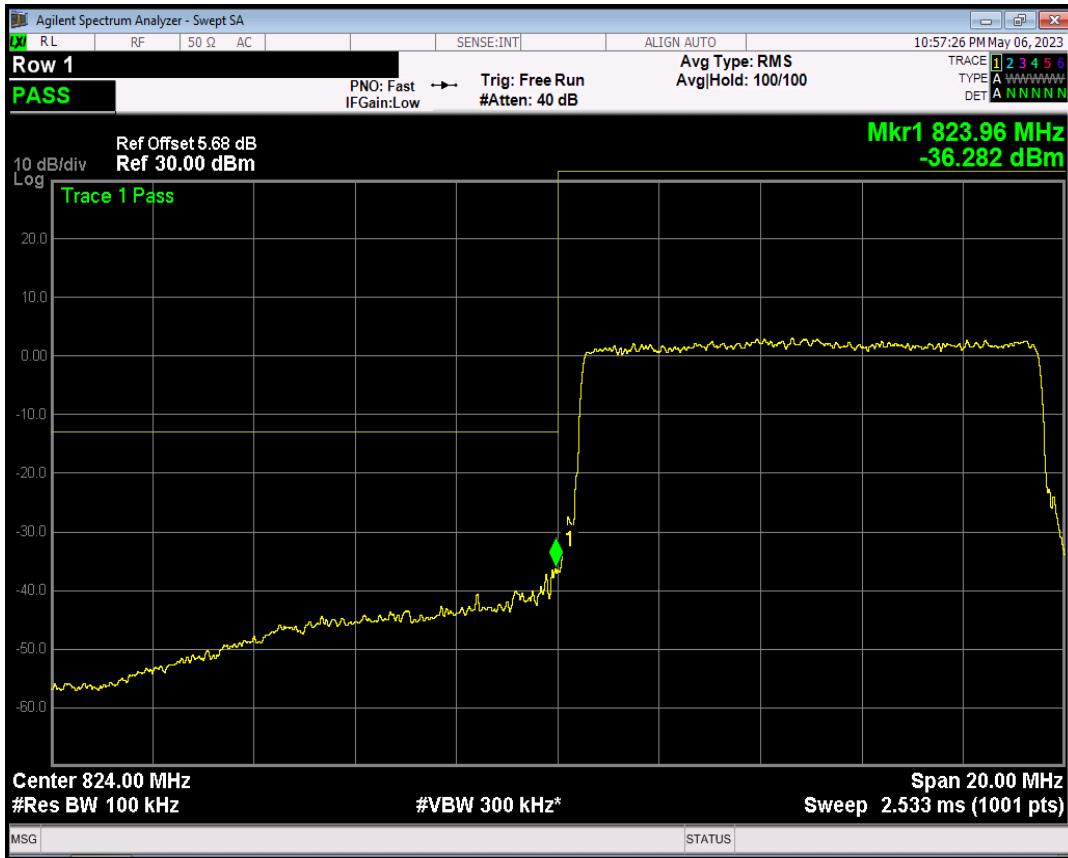 Agilent Spectrum Analyzer - Swept SA
LXI RL RF 50 Ω AC SENSE:INT ALIGN AUTO 10:57:26 PM May 06, 2023
Row 1
PASS
PNO: Fast
IFGain:Low
Trig: Free Run
#Atten: 40 dB
Avg Type: RMS
Avg|Hold: 100/100
TRACE 1 2 3 4 5 6
TYPE A WWWWW
DET A N N N N N
Mkr1 823.96 MHz
-36.282 dBm
Ref Offset 5.68 dB
10 dB/div Ref 30.00 dBm
Log
Trace 1 Pass
20.0
10.0
0.00
-10.0
-20.0
-30.0
1
-40.0
-50.0
-60.0
Center 824.00 MHz Span 20.00 MHz
#Res BW 100 kHz #VBW 300 kHz* Sweep 2.533 ms (1001 pts)
MSG STATUS